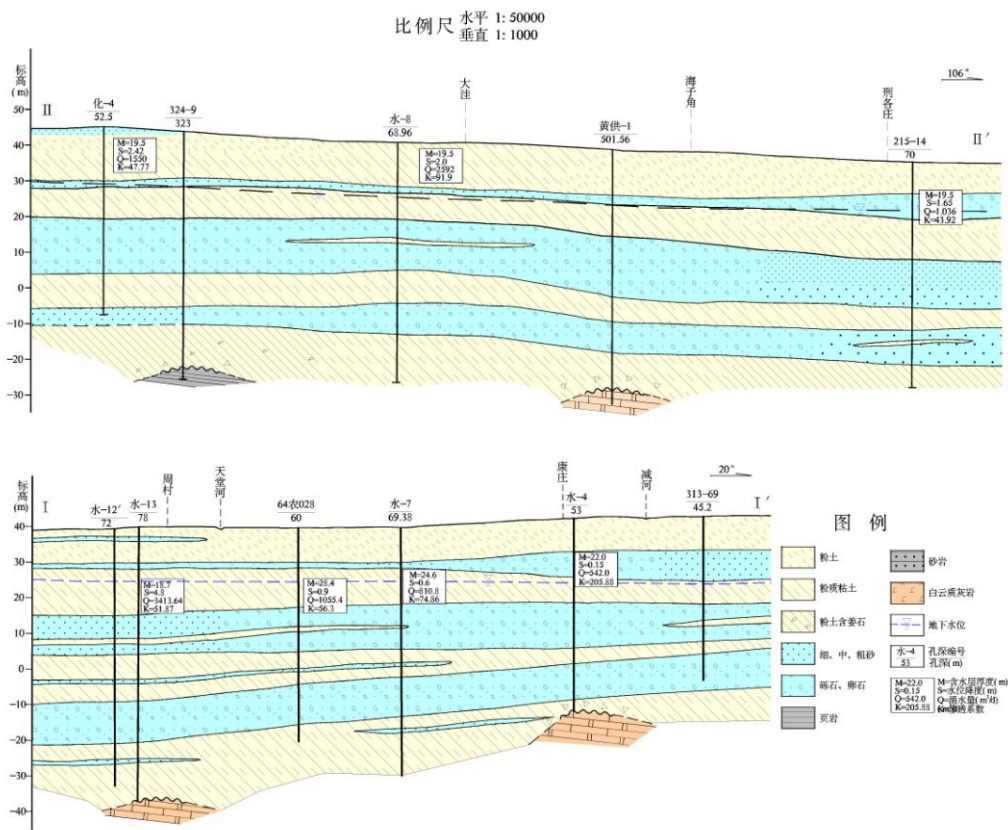 比例尺 水平 1: 50000
垂直 1: 1000
标高
(m)
50
40
30
20
10
0
-10
-20
-30
II
化-4
52.5
324-9
323
水-8
68.96
大洼
黄供-1
501.56
海子角
荆各庄
106°
215-14
70
II′
M=19.5
S=2.42
Q=1550
K=47.77
M=19.5
S=2.0
Q=2592
K=91.9
M=19.5
S=1.65
Q=1.036
K=43.92
标高
(m)
40
30
20
10
0
-10
-20
-30
-40
I
水-12′
72
水-13
78
周村
天堂河
64农028
60
水-7
69.38
康庄
水-4
53
减河
313-69
45.2
20°
I′
M=18.7
S=4.8
Q=3413.64
K=51.87
M=28.4
S=0.9
Q=1055.4
K=56.3
M=24.6
S=0.6
Q=810.8
K=74.86
M=22.0
S=0.15
Q=542.0
K=205.88
图 例
粉土
粉质粘土
粉土含姜石
细、中、粗砂
砾石、卵石
页岩
砂岩
白云质灰岩
地下水位
水-4
53
孔深编号
孔深(m)
M=22.0
S=0.15
Q=542.0
K=205.88
M=含水层厚度(m)
S=水位降度(m)
Q=涌水量(m³/d)
渗透系数